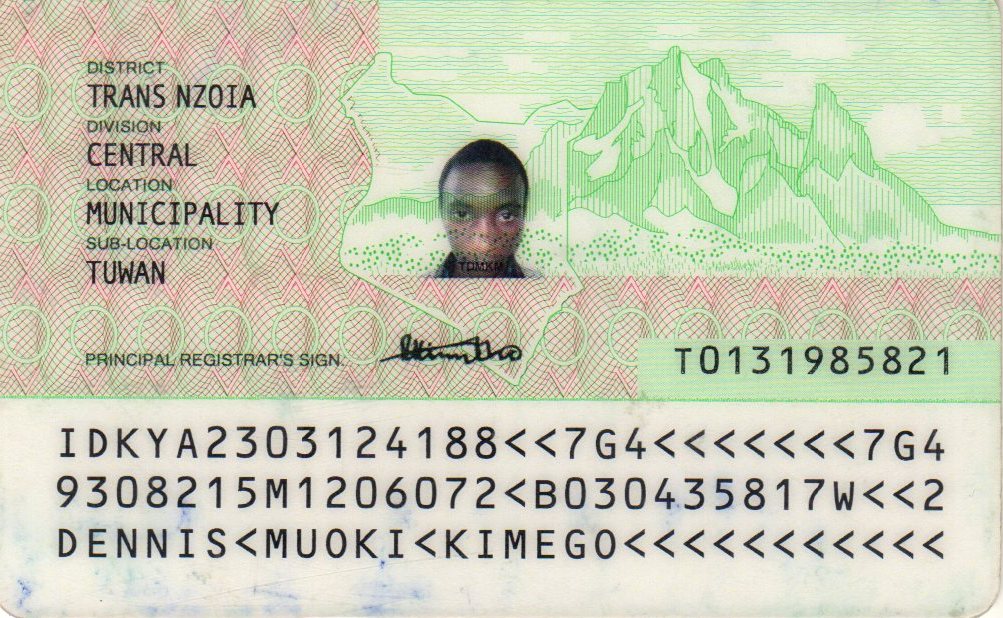 DISTRICT
TRANS NZOIA
DIVISION
CENTRAL
LOCATION
MUNICIPALITY
SUB-LOCATION
TUWAN
PRINCIPAL REGISTRAR'S SIGN.
T0131985821
IDKYA2303124188<<7G4<<<<<<<7G4
9308215M1206072<B030435817W<<2
DENNIS<MUOKI<KIMEGO<<<<<<<<<<<